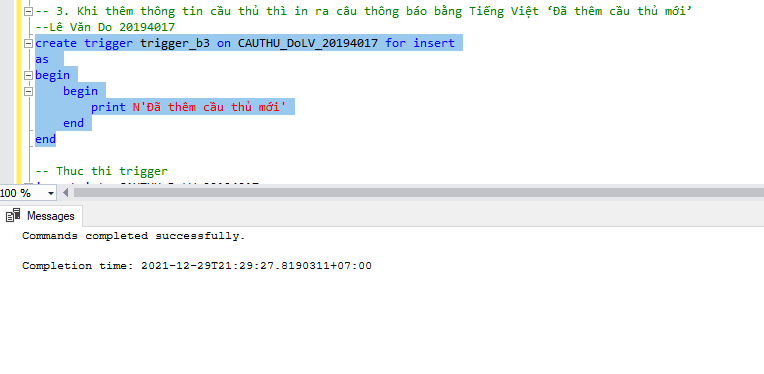 -- 3. Khi thêm thông tin cầu thủ thì in ra câu thông báo bằng Tiếng Việt ‘Đã thêm cầu thủ mới’
--Lê Văn Do 20194017
create trigger trigger_b3 on CAUTHU_DoLV_20194017 for insert
as
begin
begin
print N'Đã thêm cầu thủ mới'
end
end
-- Thuc thi trigger
100 %
Messages
Commands completed successfully.
Completion time: 2021-12-29T21:29:27.8190311+07:00